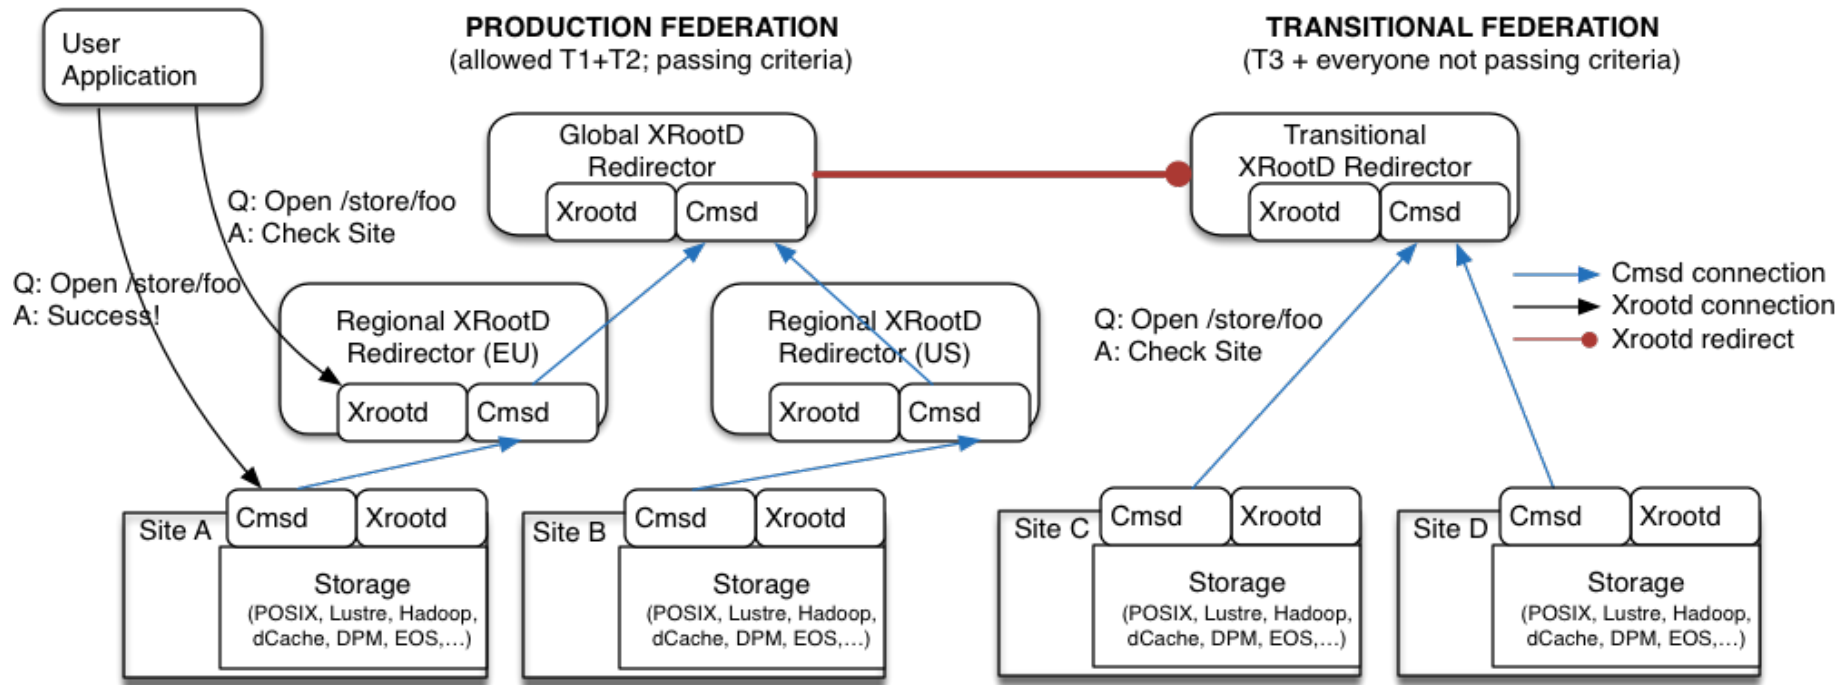 User
Application
PRODUCTION FEDERATION
(allowed T1+T2; passing criteria)
TRANSITIONAL FEDERATION
(T3 + everyone not passing criteria)
Global XRootD
Redirector
Xrootd
Cmsd
Transitional
XRootD Redirector
Xrootd
Cmsd
Q: Open /store/foo
A: Check Site
Q: Open /store/foo
A: Success!
Regional XRootD
Redirector (EU)
Xrootd
Cmsd
Regional XRootD
Redirector (US)
Xrootd
Cmsd
Q: Open /store/foo
A: Check Site
Cmsd connection
Xrootd connection
Xrootd redirect
Site A
Cmsd
Xrootd
Storage
(POSIX, Lustre, Hadoop,
dCache, DPM, EOS,...)
Site B
Cmsd
Xrootd
Storage
(POSIX, Lustre, Hadoop,
dCache, DPM, EOS,...)
Site C
Cmsd
Xrootd
Storage
(POSIX, Lustre, Hadoop,
dCache, DPM, EOS,...)
Site D
Cmsd
Xrootd
Storage
(POSIX, Lustre, Hadoop,
dCache, DPM, EOS,...)